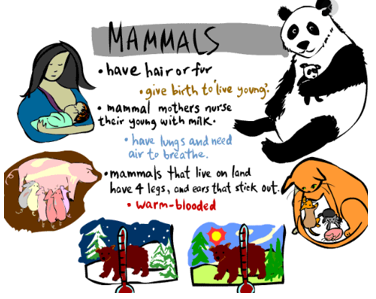 MAMMALS
• have hair or fur
• give birth to 'live young'.
• mammal mothers nurse
their young with milk.
• have lungs and need
air to breathe.
• mammals that live on land
have 4 legs, and ears that stick out.
• warm-blooded